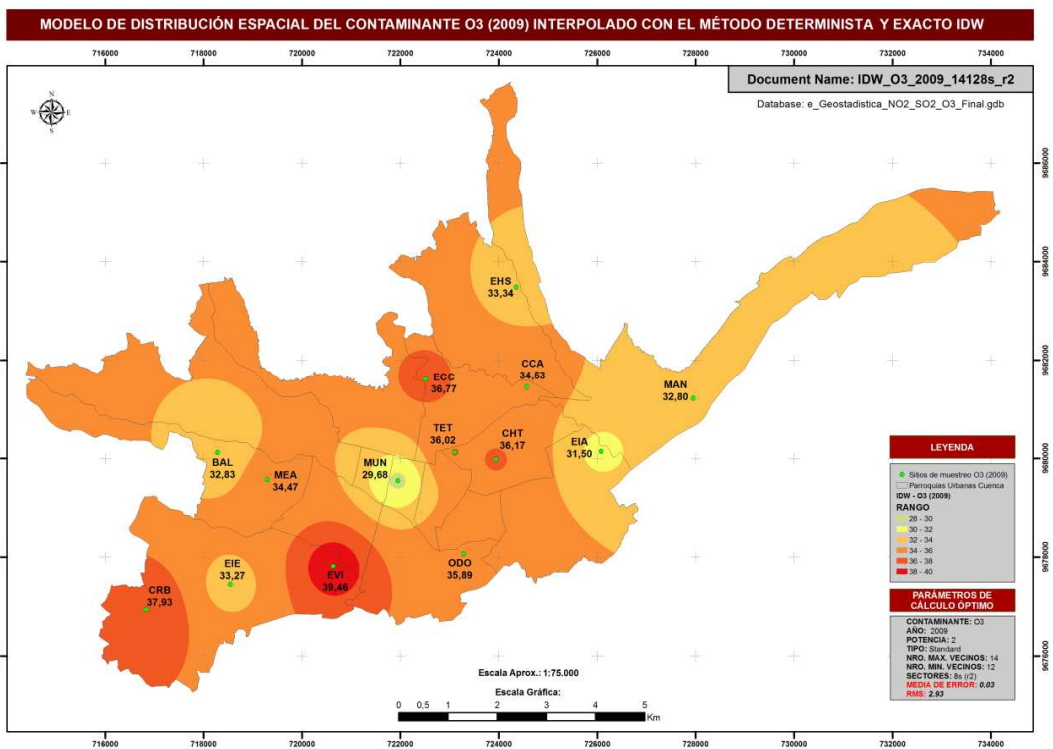 MODELO DE DISTRIBUCIÓN ESPACIAL DEL CONTAMINANTE O3 (2009) INTERPOLADO CON EL MÉTODO DETERMINISTA Y EXACTO IDW
716000 718000 720000 722000 724000 726000 728000 730000 732000 734000
Document Name: IDW_O3_2009_14128s_r2
Database: e_Geostadistica_NO2_SO2_O3_Final.gdb
N
W E
S
9686000
9684000
9682000
9680000
9678000
9676000
EHS
33,34
CCA
34,53
ECC
36,77
MAN
32,80
TET
36,02
CHT
36,17
EIA
31,50
BAL
32,83
MEA
34,47
MUN
29,68
ODO
35,89
EIE
33,27
EVI
39,46
CRB
37,93
LEYENDA
Sitios de muestreo O3 (2009)
Parroquias Urbanas Cuenca
IDW - O3 (2009)
RANGO
28 - 30
30 - 32
32 - 34
34 - 36
36 - 38
38 - 40
PARÁMETROS DE
CÁLCULO ÓPTIMO
CONTAMINANTE: O3
AÑO: 2009
POTENCIA: 2
TIPO: Standard
NRO. MAX. VECINOS: 14
NRO. MIN. VECINOS: 12
SECTORES: 8s (r2)
MEDIA DE ERROR: 0.03
RMS: 2.93
Escala Aprox.: 1:75.000
Escala Gráfica:
0 0,5 1 2 3 4 5
Km
716000 718000 720000 722000 724000 726000 728000 730000 732000 734000